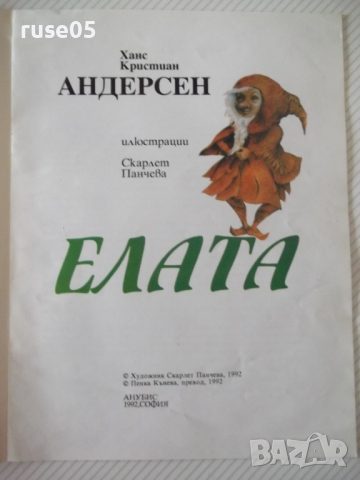 ruse05
Ханс
Кристиан
АНДЕРСЕН
илюстрации
Скарлет
Панчева
ЕЛАТА
© Художник Скарлет Панчева, 1992
© Пенка Кънева, превод, 1992
АНУБИС
1992, СОФИЯ
bazar